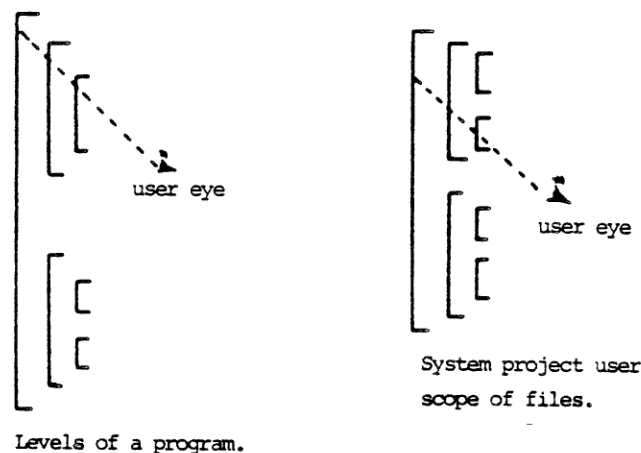 user eye
user eye
System project user
scope of files.
Levels of a program.